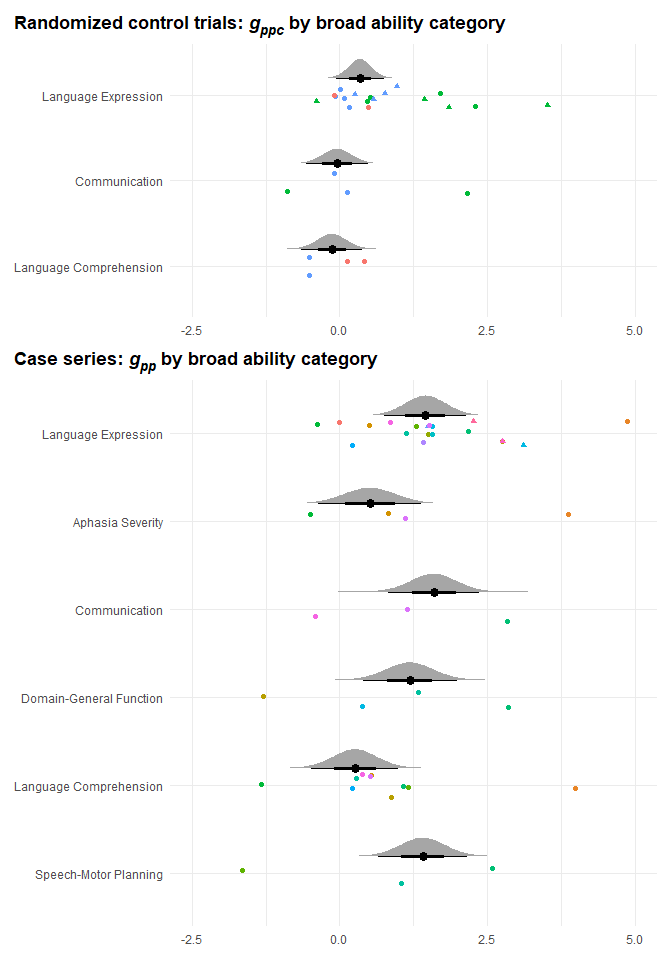 Randomized control trials: gppc by broad ability category
Language Expression
Communication
Language Comprehension
-2.5 0.0 2.5 5.0
Case series: gpp by broad ability category
Language Expression
Aphasia Severity
Communication
Domain-General Function
Language Comprehension
Speech-Motor Planning
-2.5 0.0 2.5 5.0